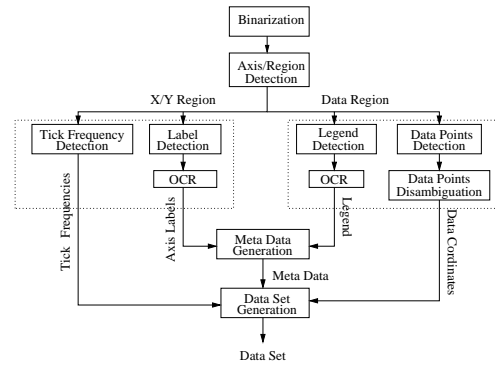 Binarization
Axis/Region
Detection
X/Y Region
Data Region
Tick Frequency
Detection
Label
Detection
Legend
Detection
Data Points
Detection
OCR
OCR
Data Points
Disambiguation
Tick Frequencies
Axis Labels
Legend
Data Cordinates
Meta Data
Generation
Meta Data
Data Set
Generation
Data Set